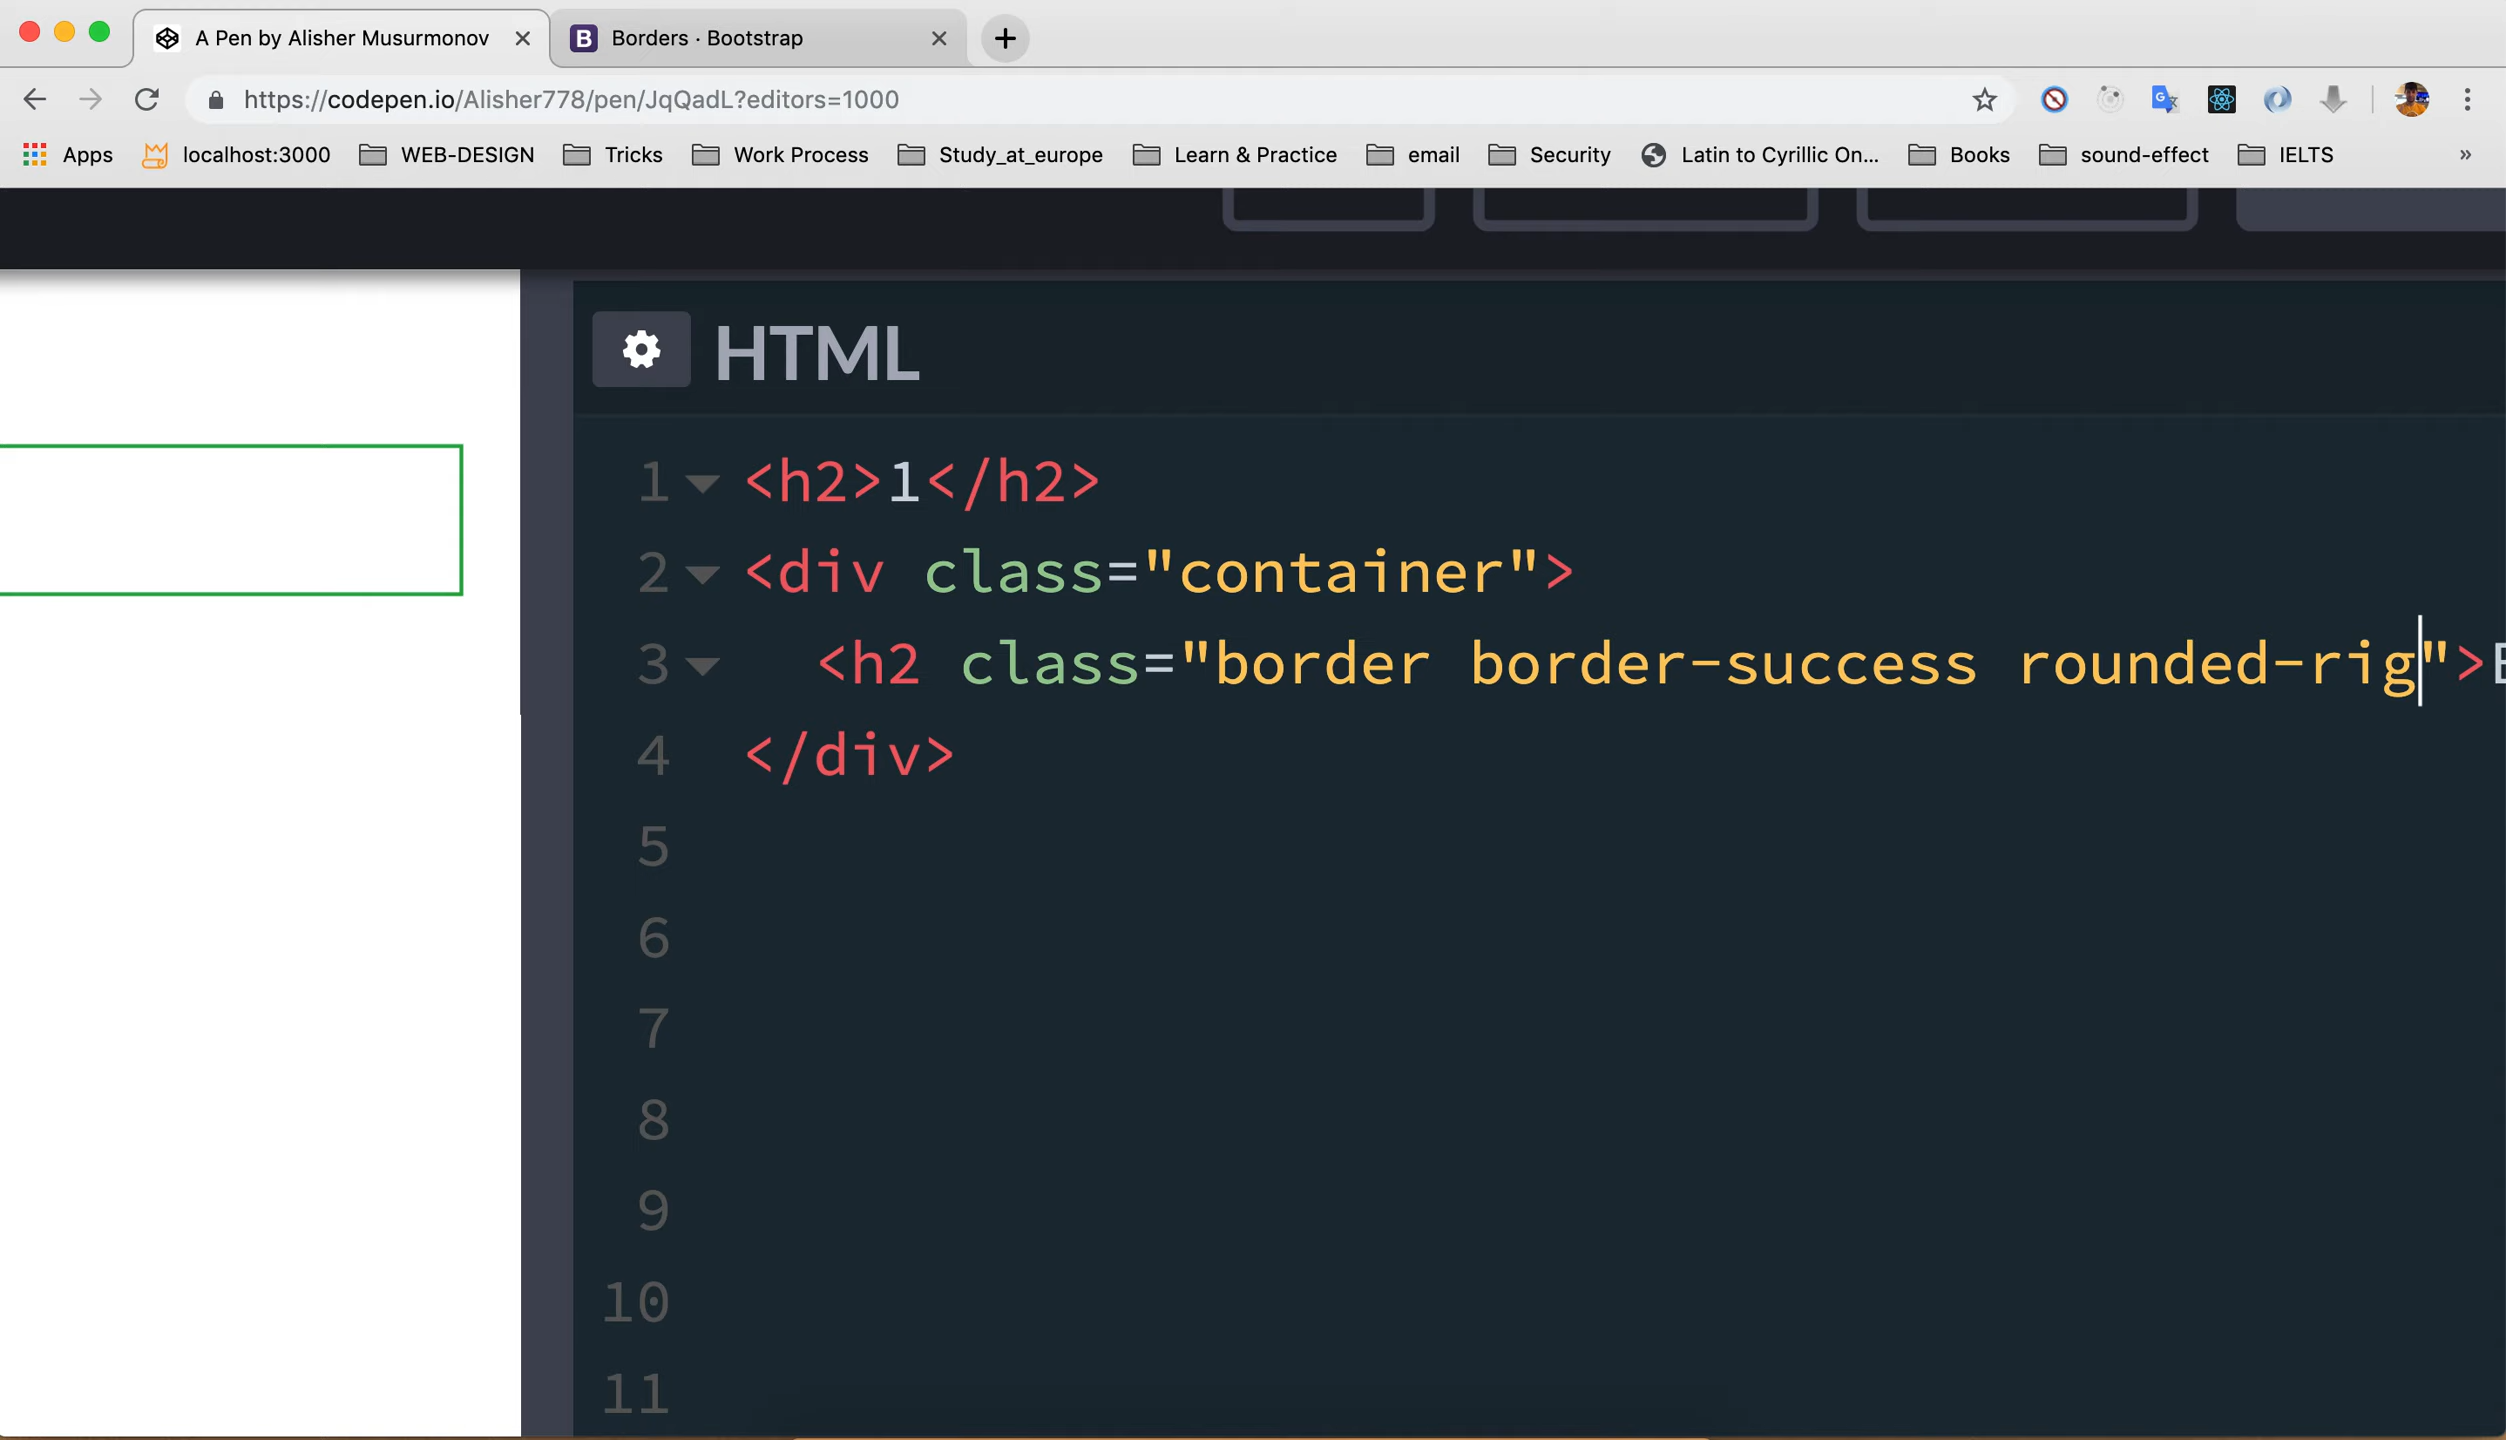 A Pen by Alisher Musurmonov
Borders · Bootstrap
https://codepen.io/Alisher778/pen/JqQadL?editors=1000
Apps localhost:3000 WEB-DESIGN Tricks Work Process Study_at_europe Learn & Practice email Security Latin to Cyrillic On... Books sound-effect IELTS »
HTML
1 <h2>1</h2>
2 <div class="container">
3 <h2 class="border border-success rounded-rig">
4 </div>
5
6
7
8
9
10
11